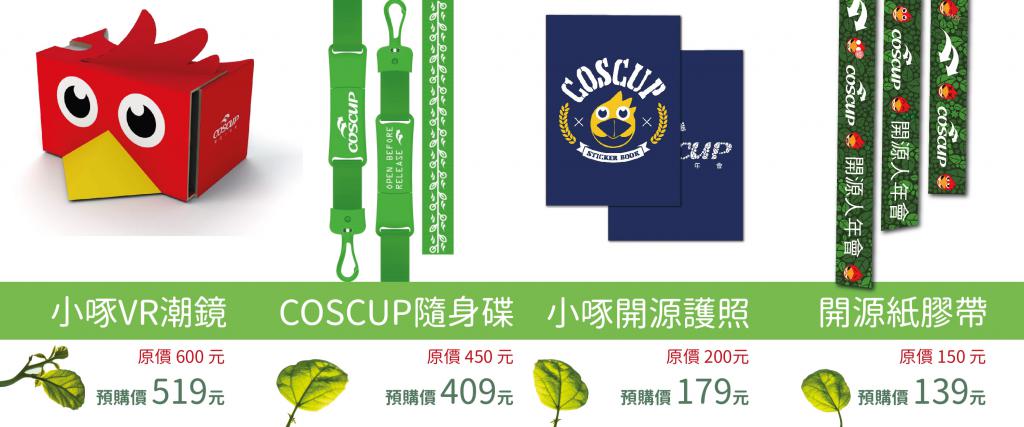 COSCUP
COSCUP
OPEN BEFORE
RELEASE
COSCUP
STICKER BOOK
CUP
年會
COSCUP
開源人年會
COSCUP
開源人年會
COSCUP
小啄VR潮鏡
COSCUP隨身碟
小啄開源護照
開源紙膠帶
原價 600 元
預購價 519元
原價 450 元
預購價 409元
原價 200元
預購價 179元
原價 150 元
預購價 139元